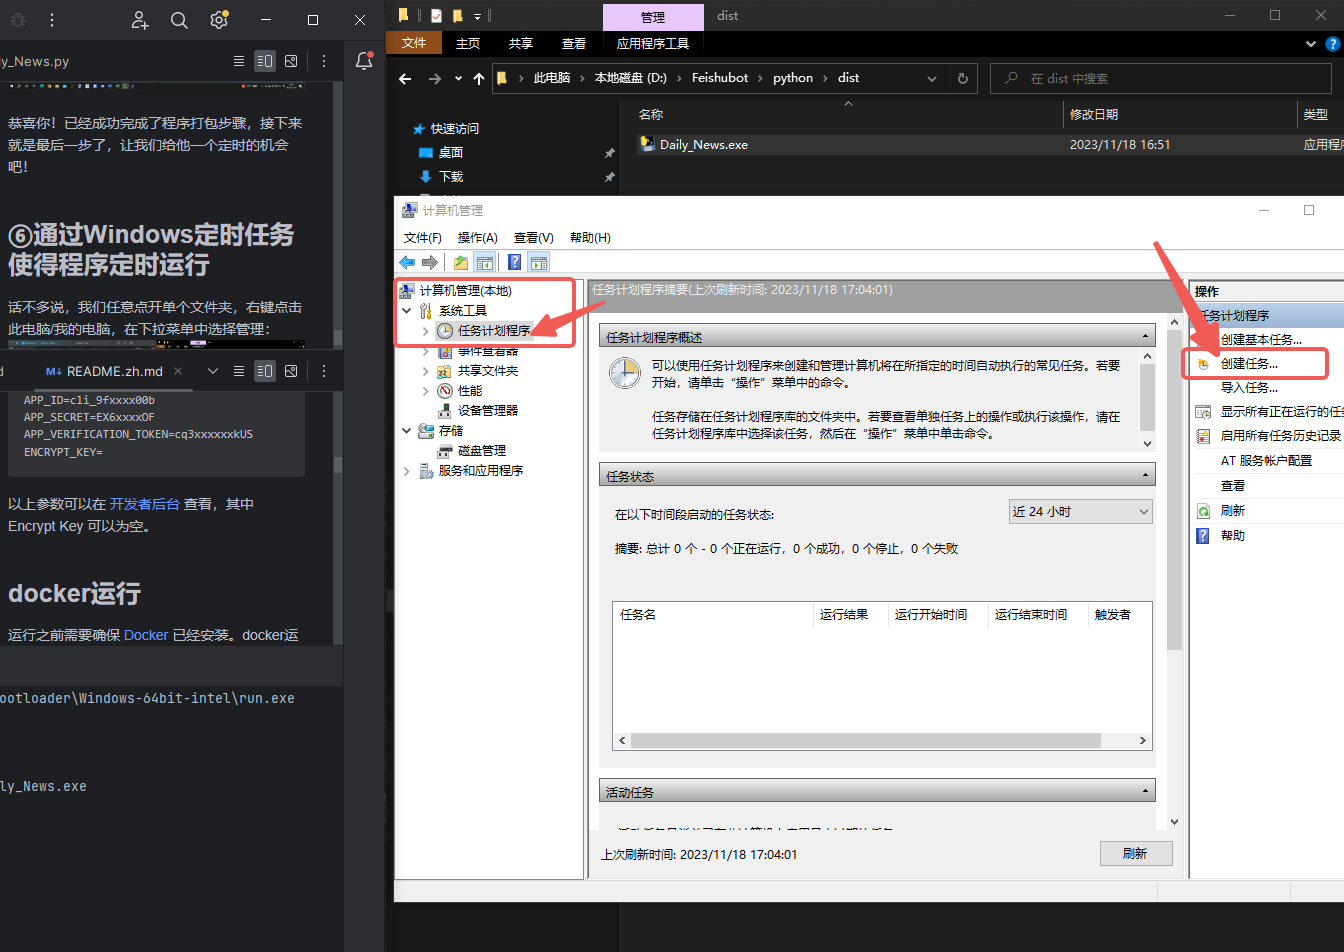 ly_News.py
恭喜你！已经成功完成了程序打包步骤，接下来
就是最后一步了，让我们给他一个定时的机会
吧！
⑥通过Windows定时任务
使得程序定时运行
话不多说，我们任意点开单个文件夹，右键点击
此电脑/我的电脑，在下拉菜单中选择管理：
README.zh.md
APP_ID=cli_9fxxxx00b
APP_SECRET=EX6xxxxOF
APP_VERIFICATION_TOKEN=cq3xxxxxxkUS
ENCRYPT_KEY=
以上参数可以在 开发者后台 查看，其中
Encrypt Key 可以为空。
docker运行
运行之前需要确保 Docker 已经安装。docker运
ootloader\Windows-64bit-intel\run.exe
ly_News.exe
管理
dist
文件
主页
共享
查看
应用程序工具
此电脑
本地磁盘 (D:)
Feishubot
python
dist
在 dist 中搜索
快速访问
桌面
下载
名称
修改日期
类型
Daily_News.exe
2023/11/18 16:51
应用程序
计算机管理
文件(F)
操作(A)
查看(V)
帮助(H)
计算机管理(本地)
系统工具
任务计划程序
事件查看器
共享文件夹
性能
设备管理器
存储
磁盘管理
服务和应用程序
任务计划程序摘要(上次刷新时间: 2023/11/18 17:04:01)
任务计划程序概述
可以使用任务计划程序来创建和管理计算机将在所指定的时间自动执行的常见任务。若要
开始，请单击“操作”菜单中的命令。
任务存储在任务计划程序库的文件夹中。若要查看单独任务上的操作或执行该操作，请在
任务计划程序库中选择该任务，然后在“操作”菜单中单击命令。
任务状态
在以下时间段启动的任务状态:
近 24 小时
摘要: 总计 0 个 - 0 个正在运行，0 个成功，0 个停止，0 个失败
任务名
运行结果
运行开始时间
运行结束时间
触发者
活动任务
上次刷新时间: 2023/11/18 17:04:01
刷新
操作
任务计划程序
创建基本任务...
创建任务...
导入任务...
显示所有正在运行的任
启用所有任务历史记录
AT 服务帐户配置
查看
刷新
帮助